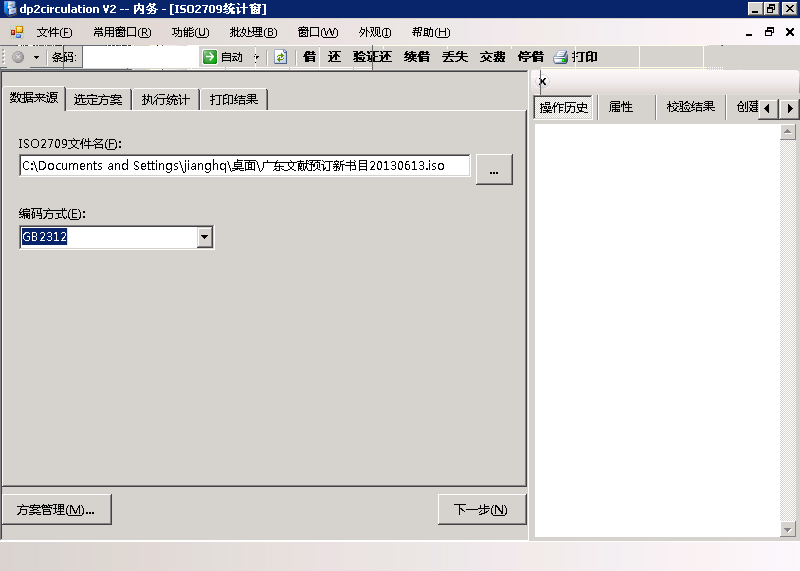 dp2circulation V2 -- 内务 - [ISO2709统计窗]
文件(F) 常用窗口(R) 功能(U) 批处理(B) 窗口(W) 外观(I) 帮助(H)
条码: 自动 借 还 验证还 续借 丢失 交费 停借 打印
数据来源 选定方案 执行统计 打印结果
操作历史 属性 校验结果 创建
ISO2709文件名(F):
C:\Documents and Settings\jianghq\桌面\广东文献预订新书目20130613.iso ...
编码方式(E):
GB2312
方案管理(M)... 下一步(N)